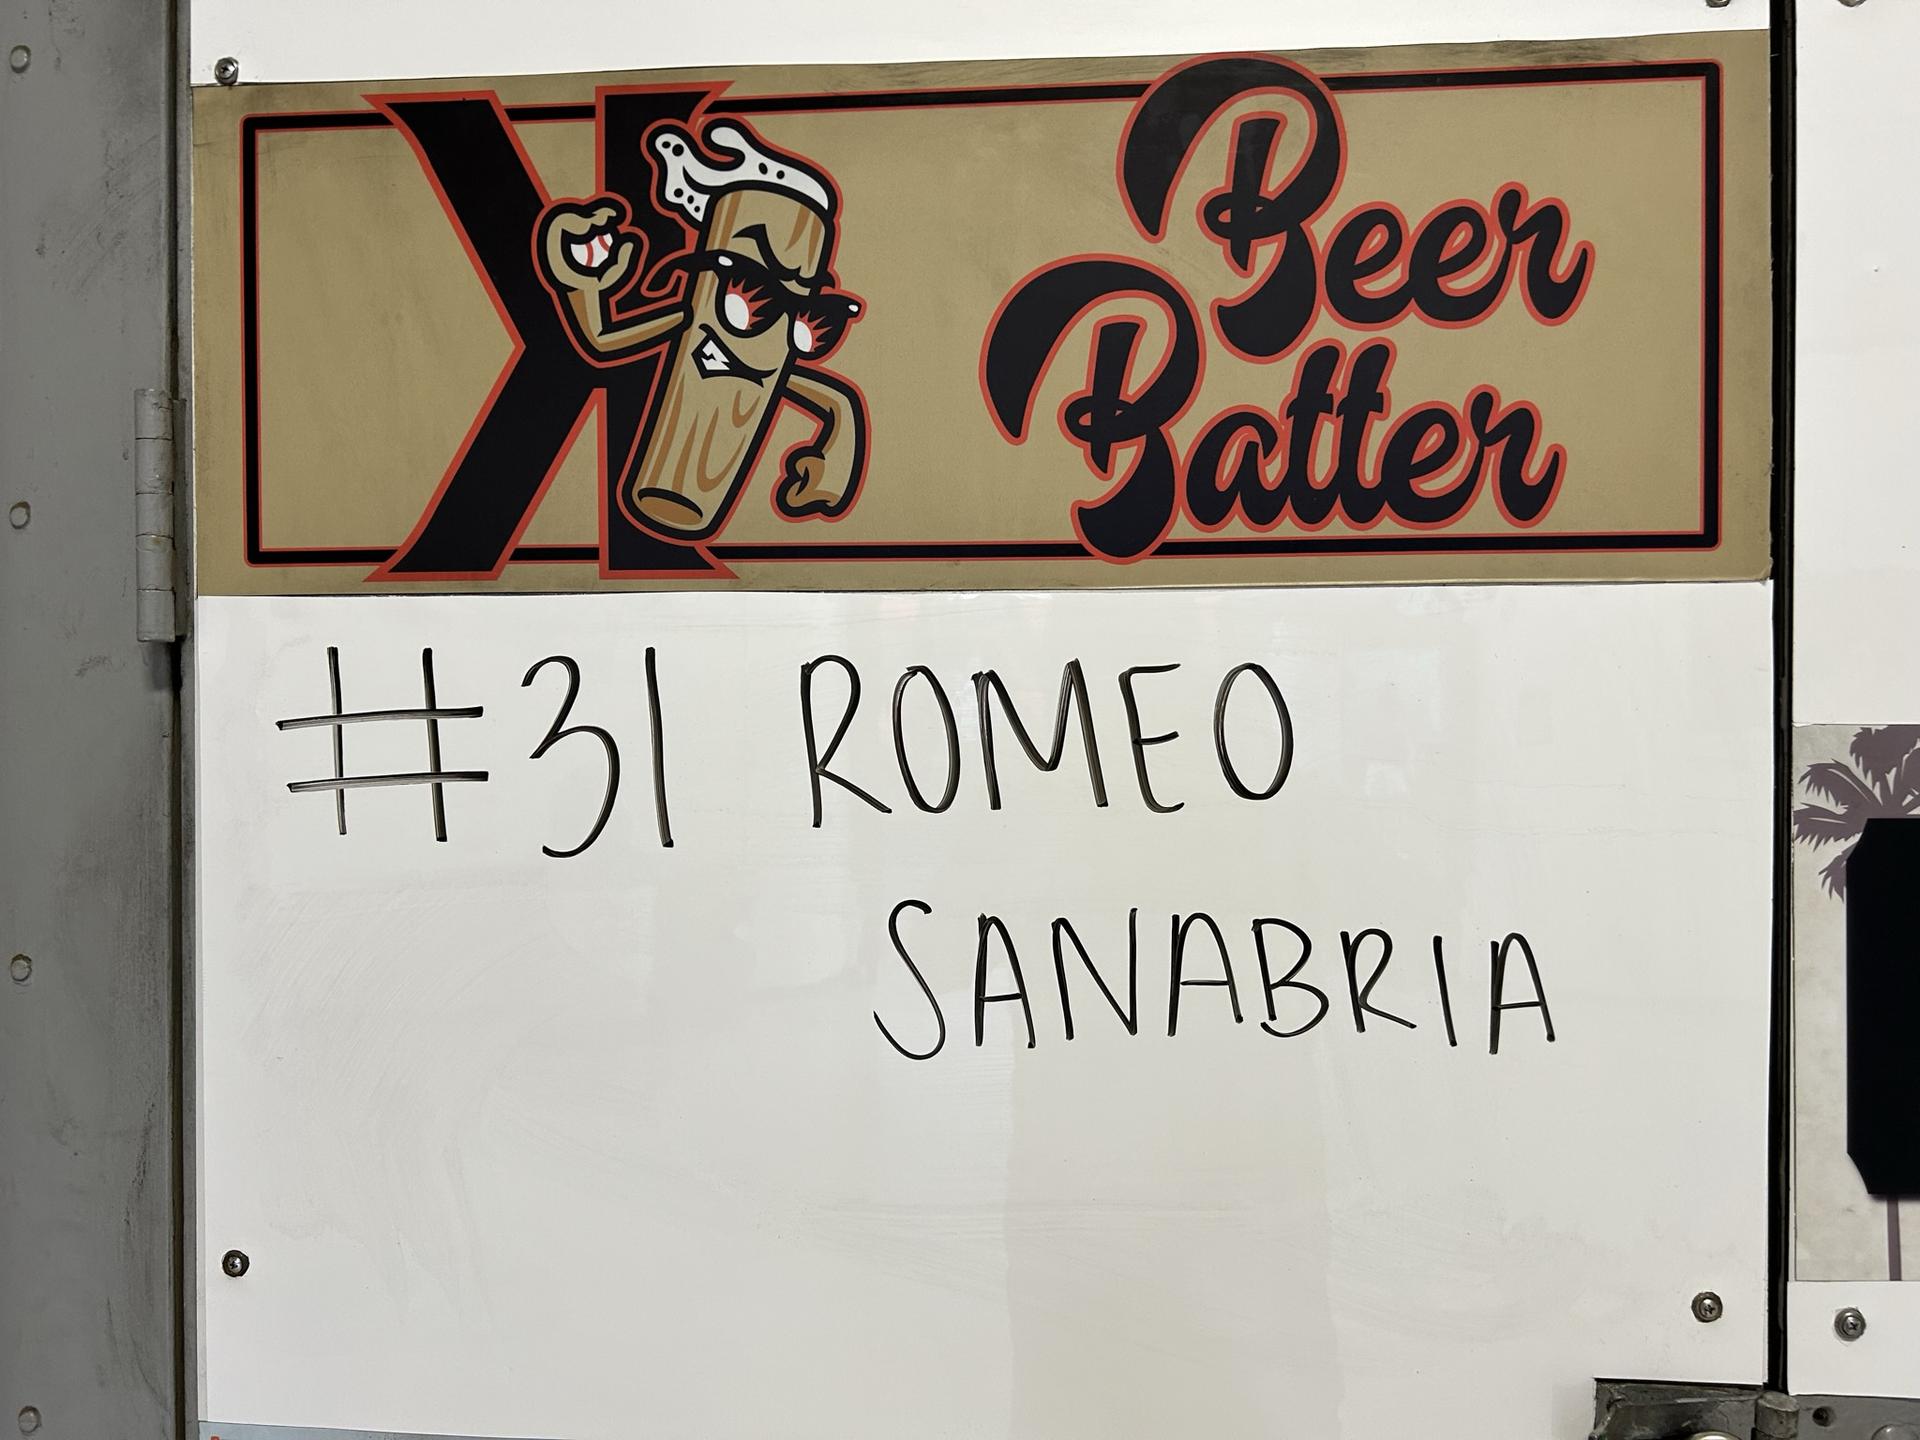 K
Beer
Batter
#31 ROMEO
SANABRIA